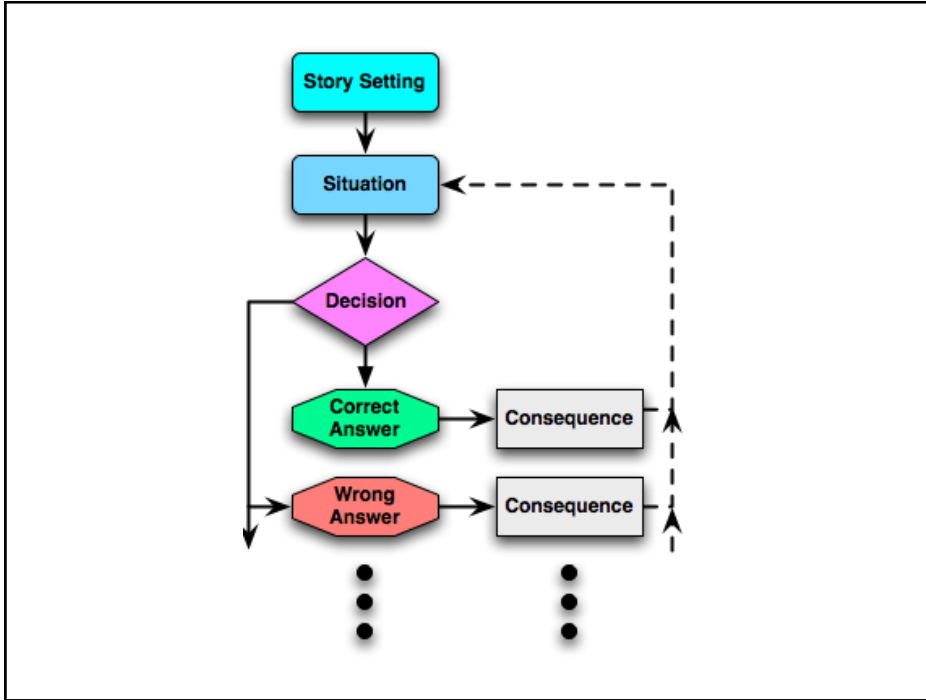 Story Setting
Situation
Decision
Correct
Answer
Consequence
Wrong
Answer
Consequence